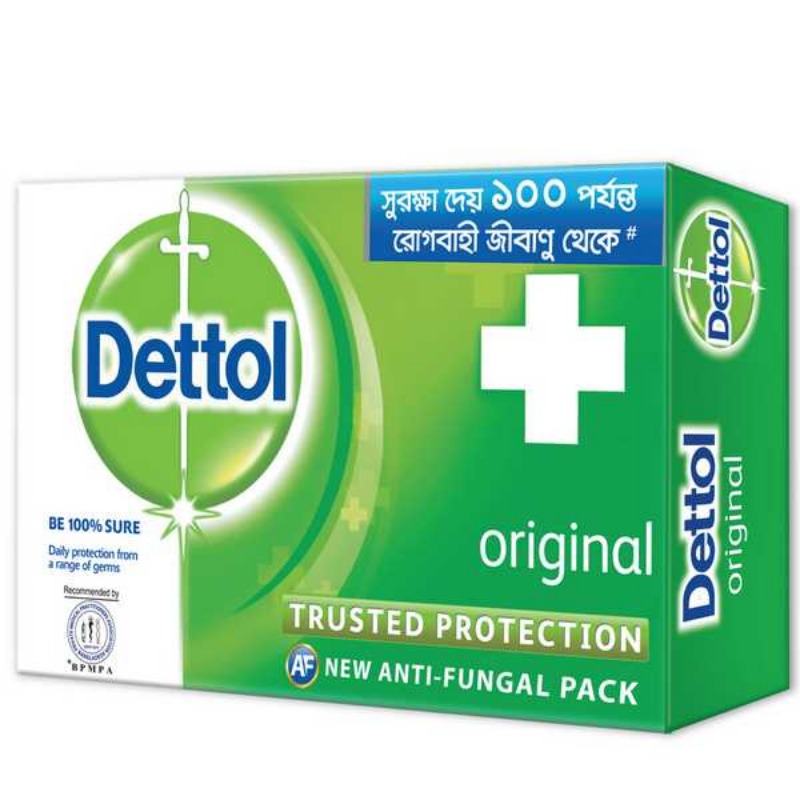 সুরক্ষা দেয় ১০০ পর্যন্ত
রোগবাহী জীবাণু থেকে #
Dettol
BE 100% SURE
Daily protection from
a range of germs
Recommended by
*BPMPA
original
TRUSTED PROTECTION
AF NEW ANTI-FUNGAL PACK
Dettol
Dettol
original